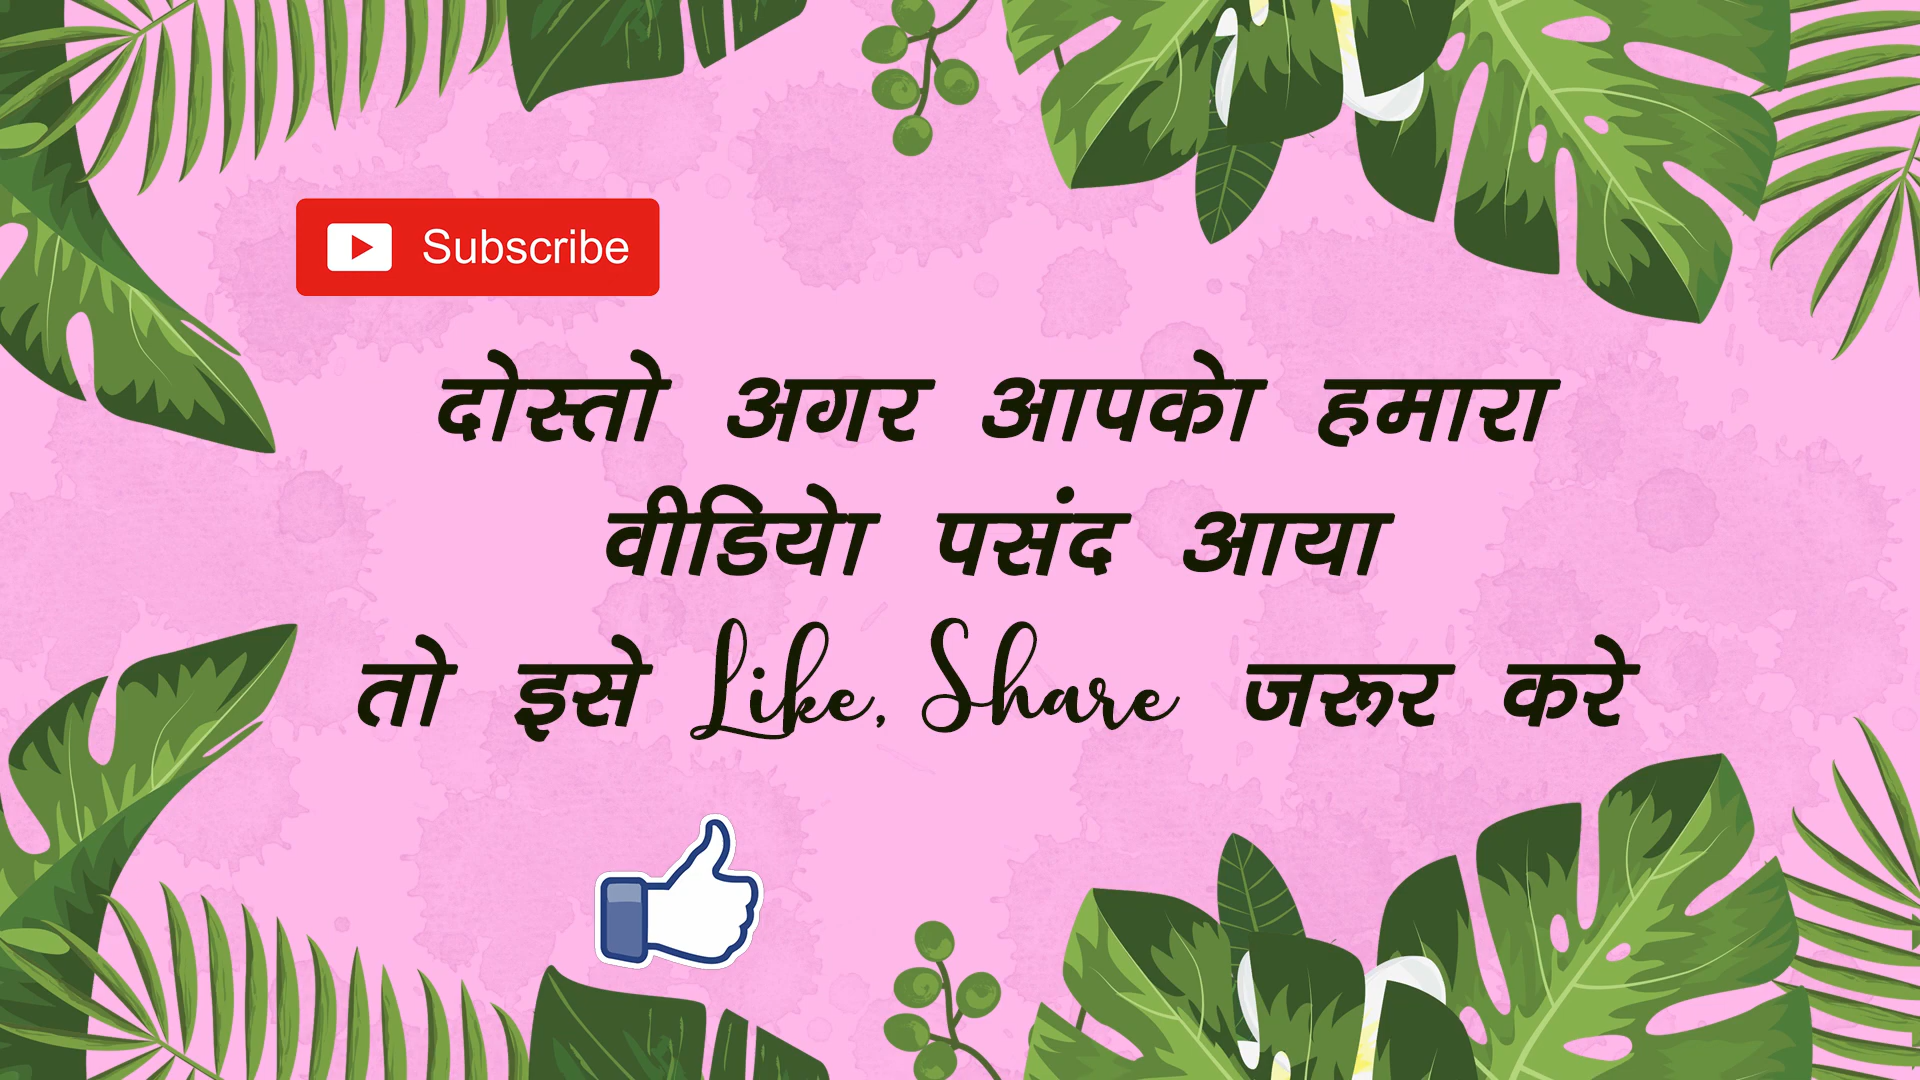 Subscribe
दोस्तो अगर आपको हमारा
वीडियो पसंद आया
तो इसे Like, Share जरूर करे